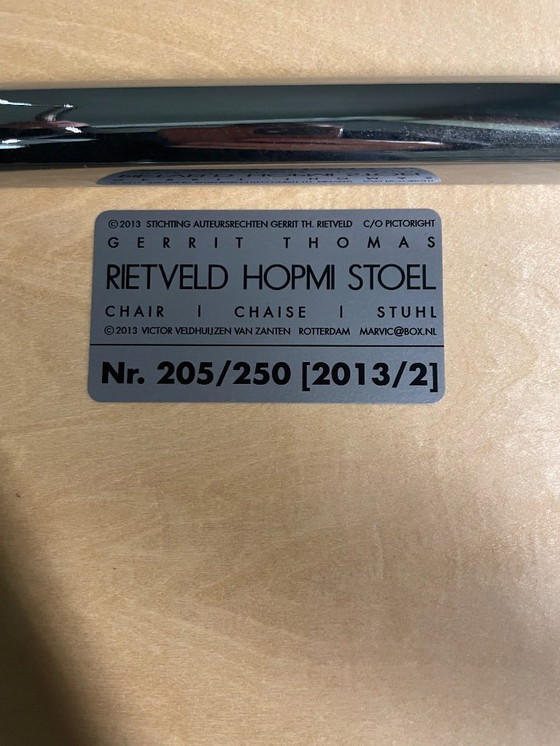 ©2013 STICHTING AUTEURSRECHTEN GERRIT TH. RIETVELD C/O PICTORIGHT
GERRIT THOMAS
RIETVELD HOPMI STOEL
CHAIR | CHAISE | STUHL
©2013 VICTOR VELDHUIJZEN VAN ZANTEN ROTTERDAM MARVIC@BOX.NL
Nr. 205/250 [2013/2]